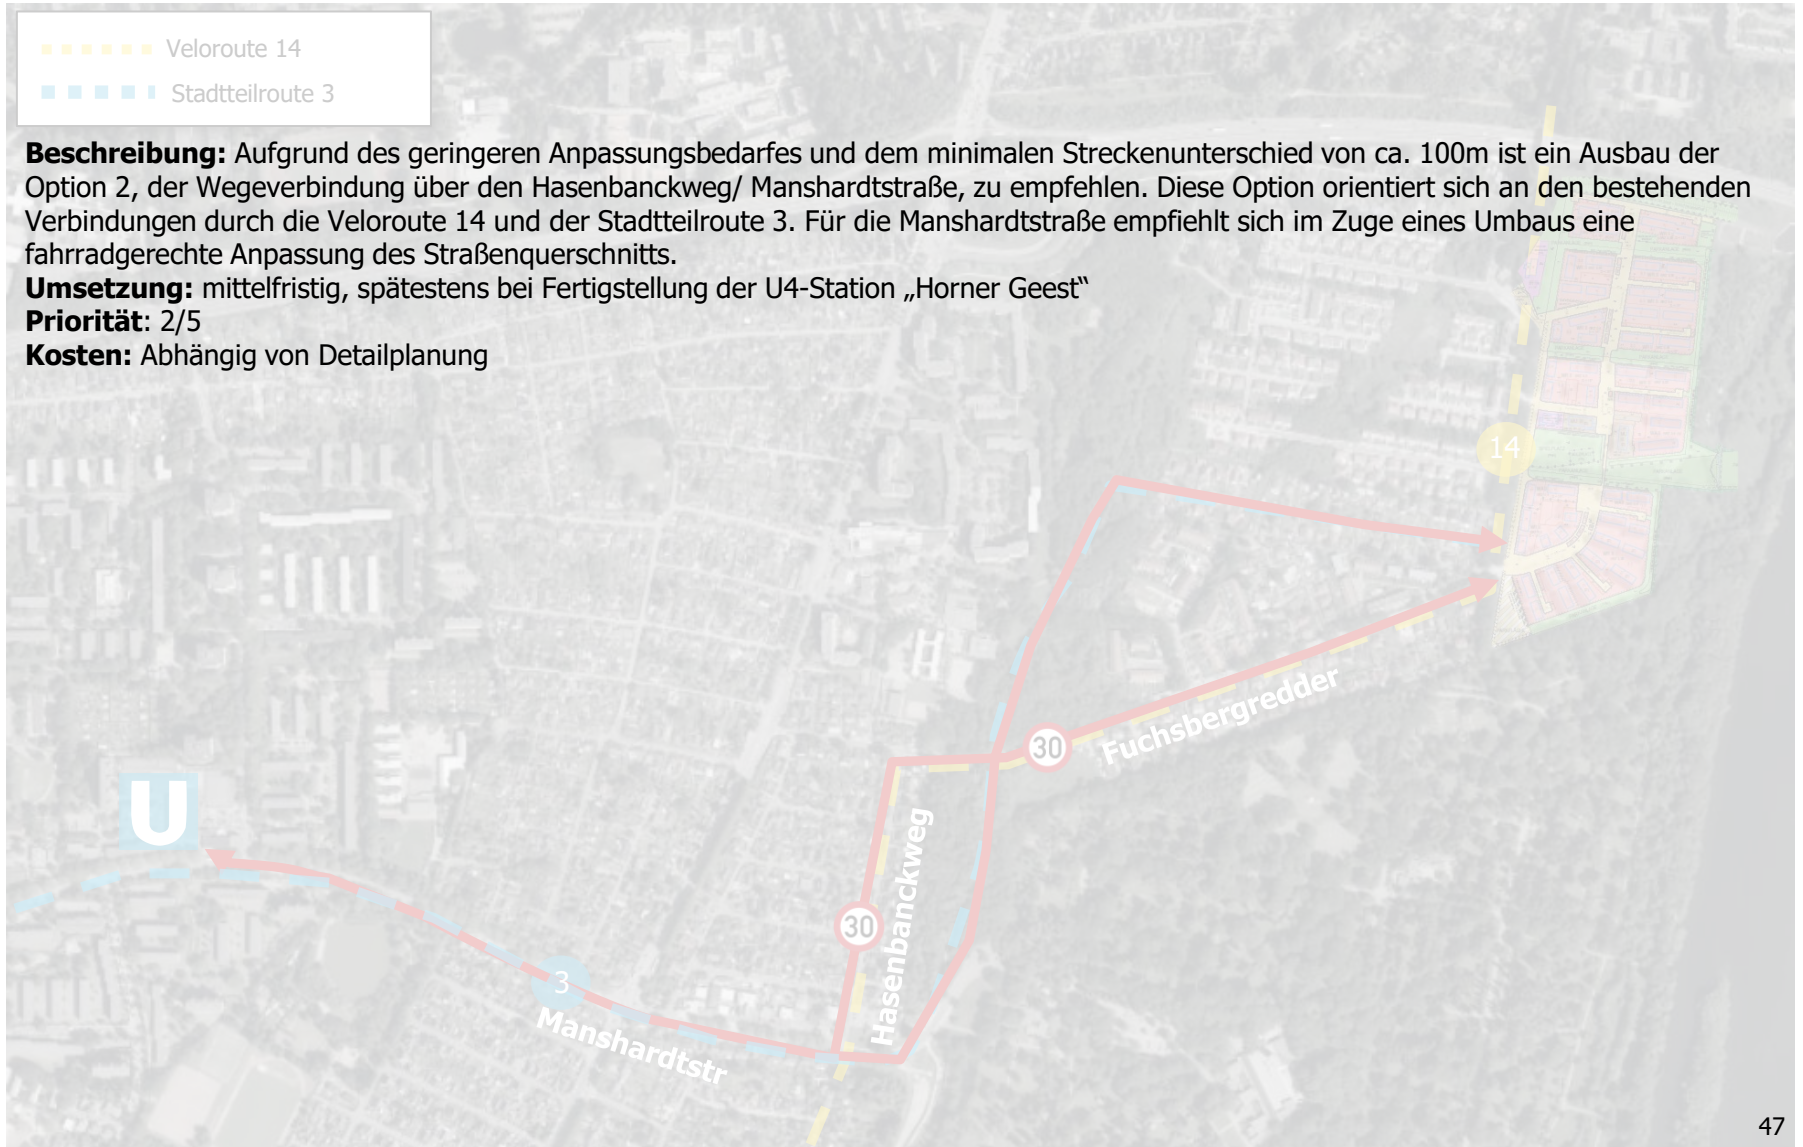 Veloroute 14
Stadtteilroute 3
Beschreibung: Aufgrund des geringeren Anpassungsbedarfes und dem minimalen Streckenunterschied von ca. 100m ist ein Ausbau der
Option 2, der Wegeverbindung über den Hasenbanckweg/ Manshardtstraße, zu empfehlen. Diese Option orientiert sich an den bestehenden
Verbindungen durch die Veloroute 14 und der Stadtteilroute 3. Für die Manshardtstraße empfiehlt sich im Zuge eines Umbaus eine
fahrradgerechte Anpassung des Straßenquerschnitts.
Umsetzung: mittelfristig, spätestens bei Fertigstellung der U4-Station „Horner Geest“
Priorität: 2/5
Kosten: Abhängig von Detailplanung
14
30
Fuchsbergredder
U
30
Hasenbanckweg
3
Manshardtstr
47